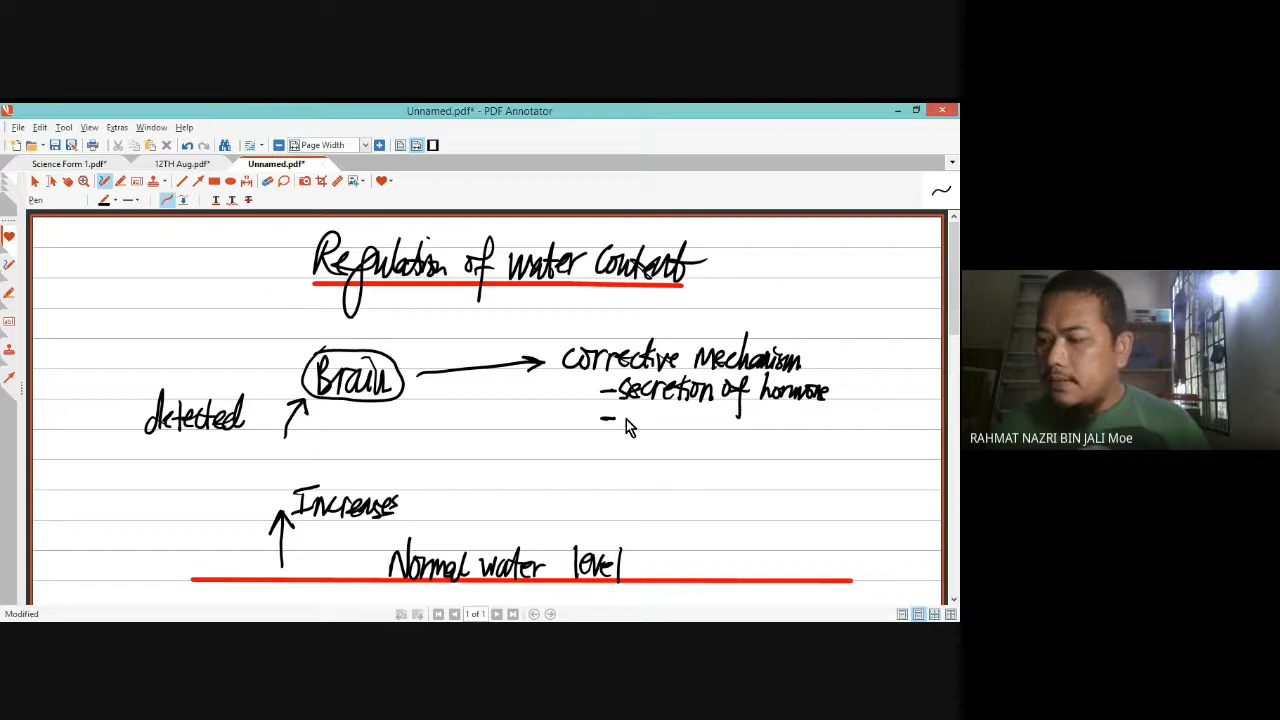 Unnamed.pdf* - PDF Annotator
File Edit Tool View Extras Window Help
Page Width
Science Form 1.pdf* 12TH Aug.pdf* Unnamed.pdf*
Pen
Regulation of water content
Brain
corrective Mechanism
- secretion of hormone
-
detected
Increases
Normal water level
Modified
1 of 1
RAHMAT NAZRI BIN JALI Moe